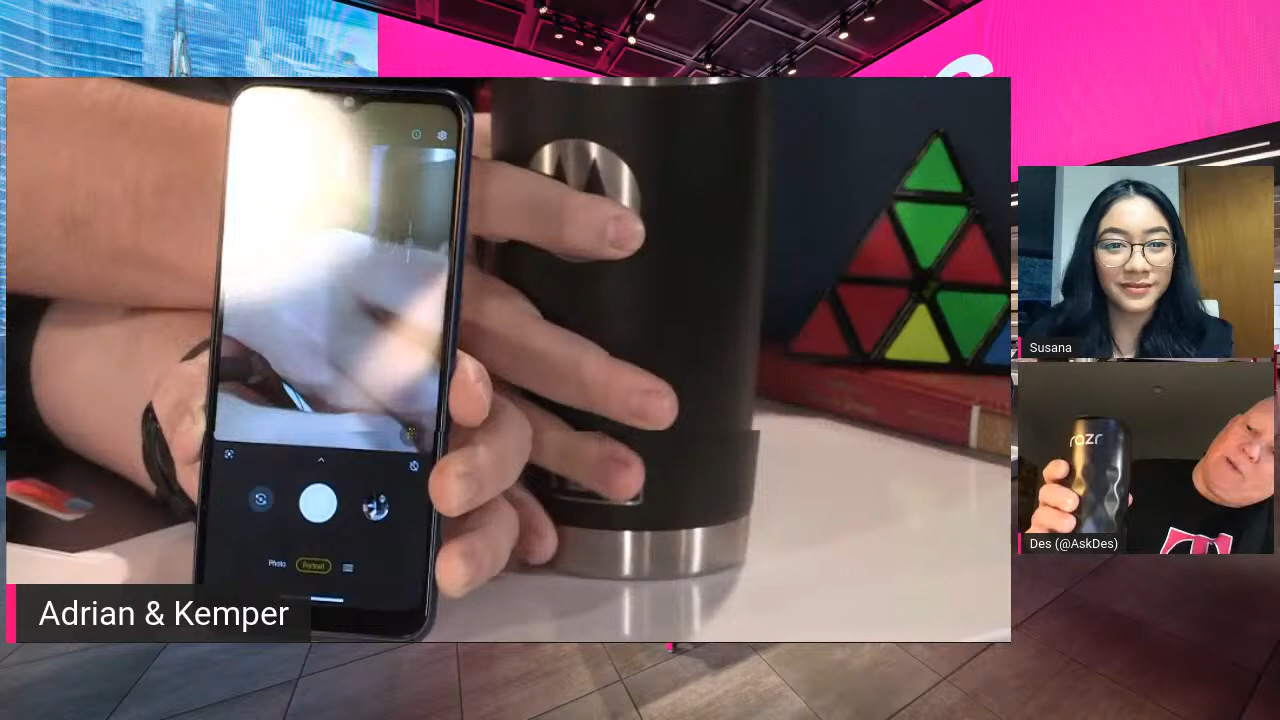 Adrian & Kemper
Photo
Portrait
Susana
razr
T
Des (@AskDes)